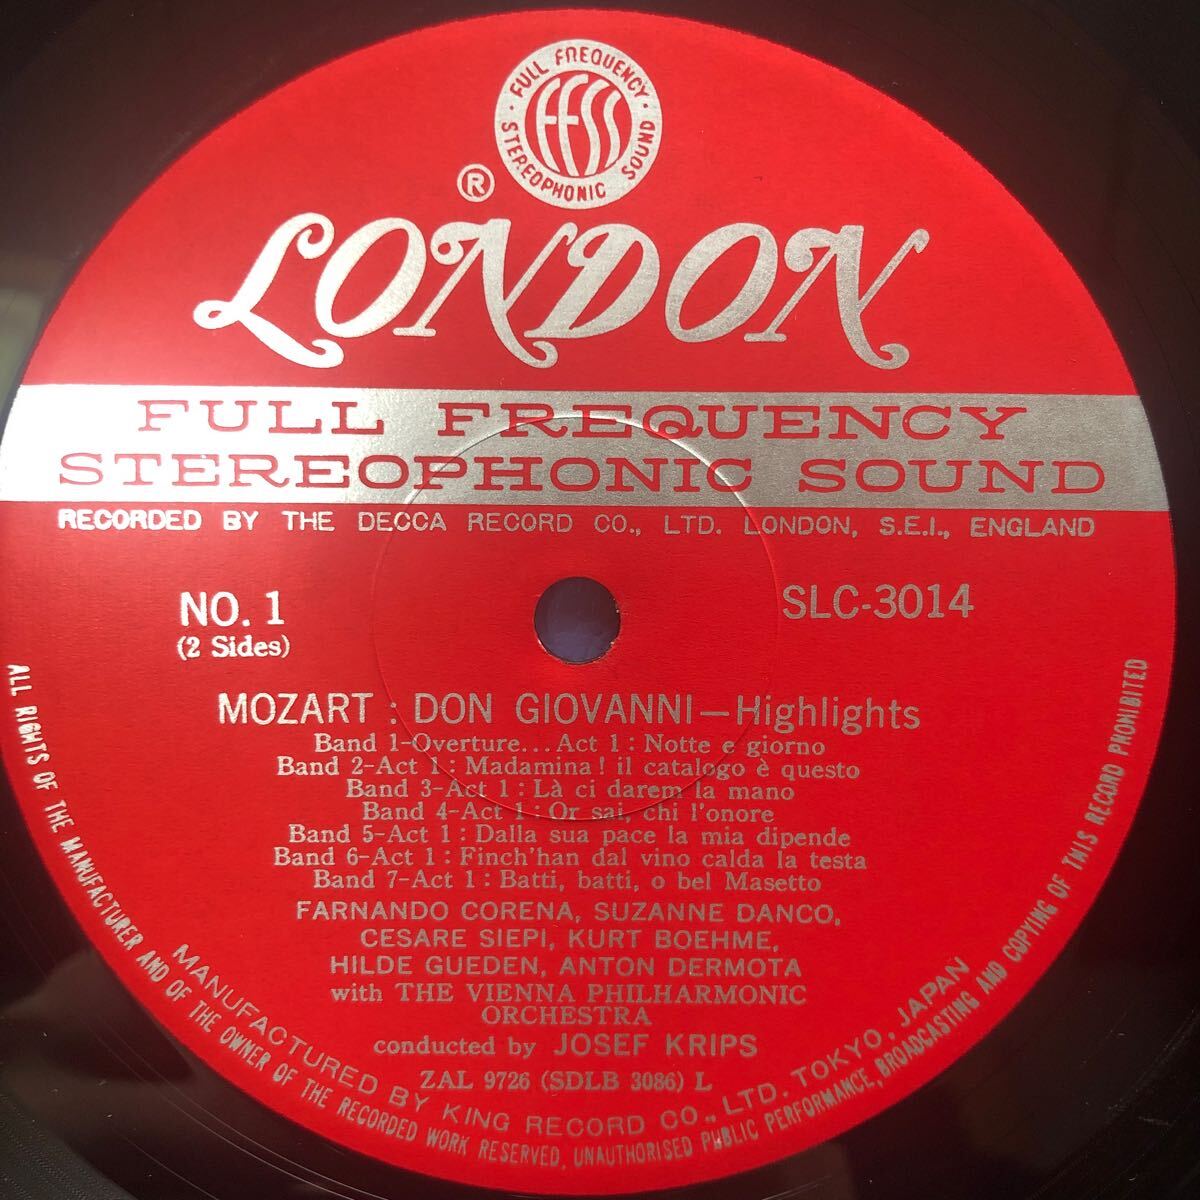 FULL FREQUENCY
STEREOPHONIC SOUND
FFSS
®
LONDON
FULL FREQUENCY
STEREOPHONIC SOUND
RECORDED BY THE DECCA RECORD CO., LTD. LONDON, S.E.I., ENGLAND
NO. 1
(2 Sides)
SLC-3014
MOZART : DON GIOVANNI—Highlights
Band 1-Overture...Act 1 : Notte e giorno
Band 2-Act 1 : Madamina! il catalogo è questo
Band 3-Act 1 : Là ci darem la mano
Band 4-Act 1 : Or sai, chi l'onore
Band 5-Act 1 : Dalla sua pace la mia dipende
Band 6-Act 1 : Finch'han dal vino calda la testa
Band 7-Act 1 : Batti, batti, o bel Masetto
FARNANDO CORENA, SUZANNE DANCO,
CESARE SIEPI, KURT BOEHME,
HILDE GUEDEN, ANTON DERMOTA
with THE VIENNA PHILHARMONIC
ORCHESTRA
conducted by JOSEF KRIPS
ZAL 9726 (SDLB 3086) L
MANUFACTURED BY KING RECORD CO., LTD. TOKYO, JAPAN
ALL RIGHTS OF THE MANUFACTURER AND OF THE OWNER OF THE RECORDED WORK RESERVED, UNAUTHORISED PUBLIC PERFORMANCE, BROADCASTING AND COPYING OF THIS RECORD PHOHIBITED